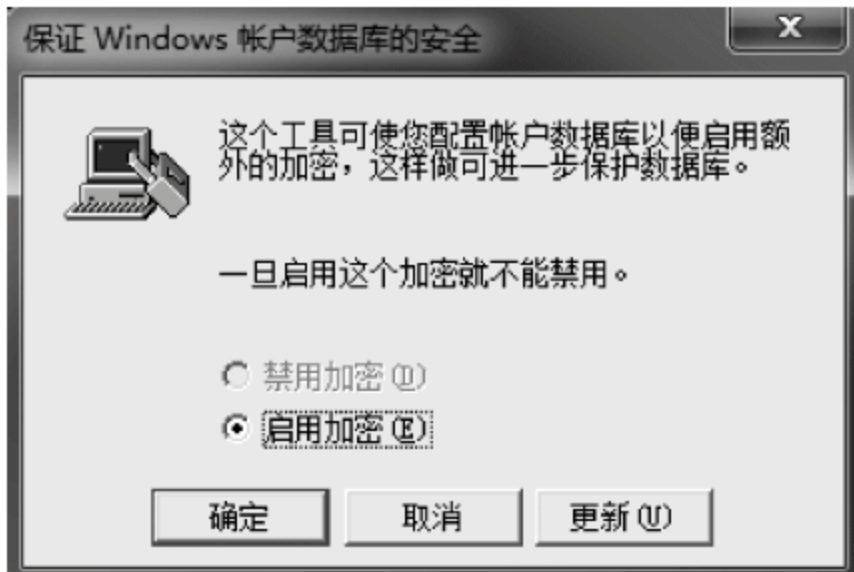 保证 Windows 帐户数据库的安全
这个工具可使您配置帐户数据库以便启用额
外的加密，这样做可进一步保护数据库。
一旦启用这个加密就不能禁用。
禁用加密(D)
启用加密(E)
确定 取消 更新(U)